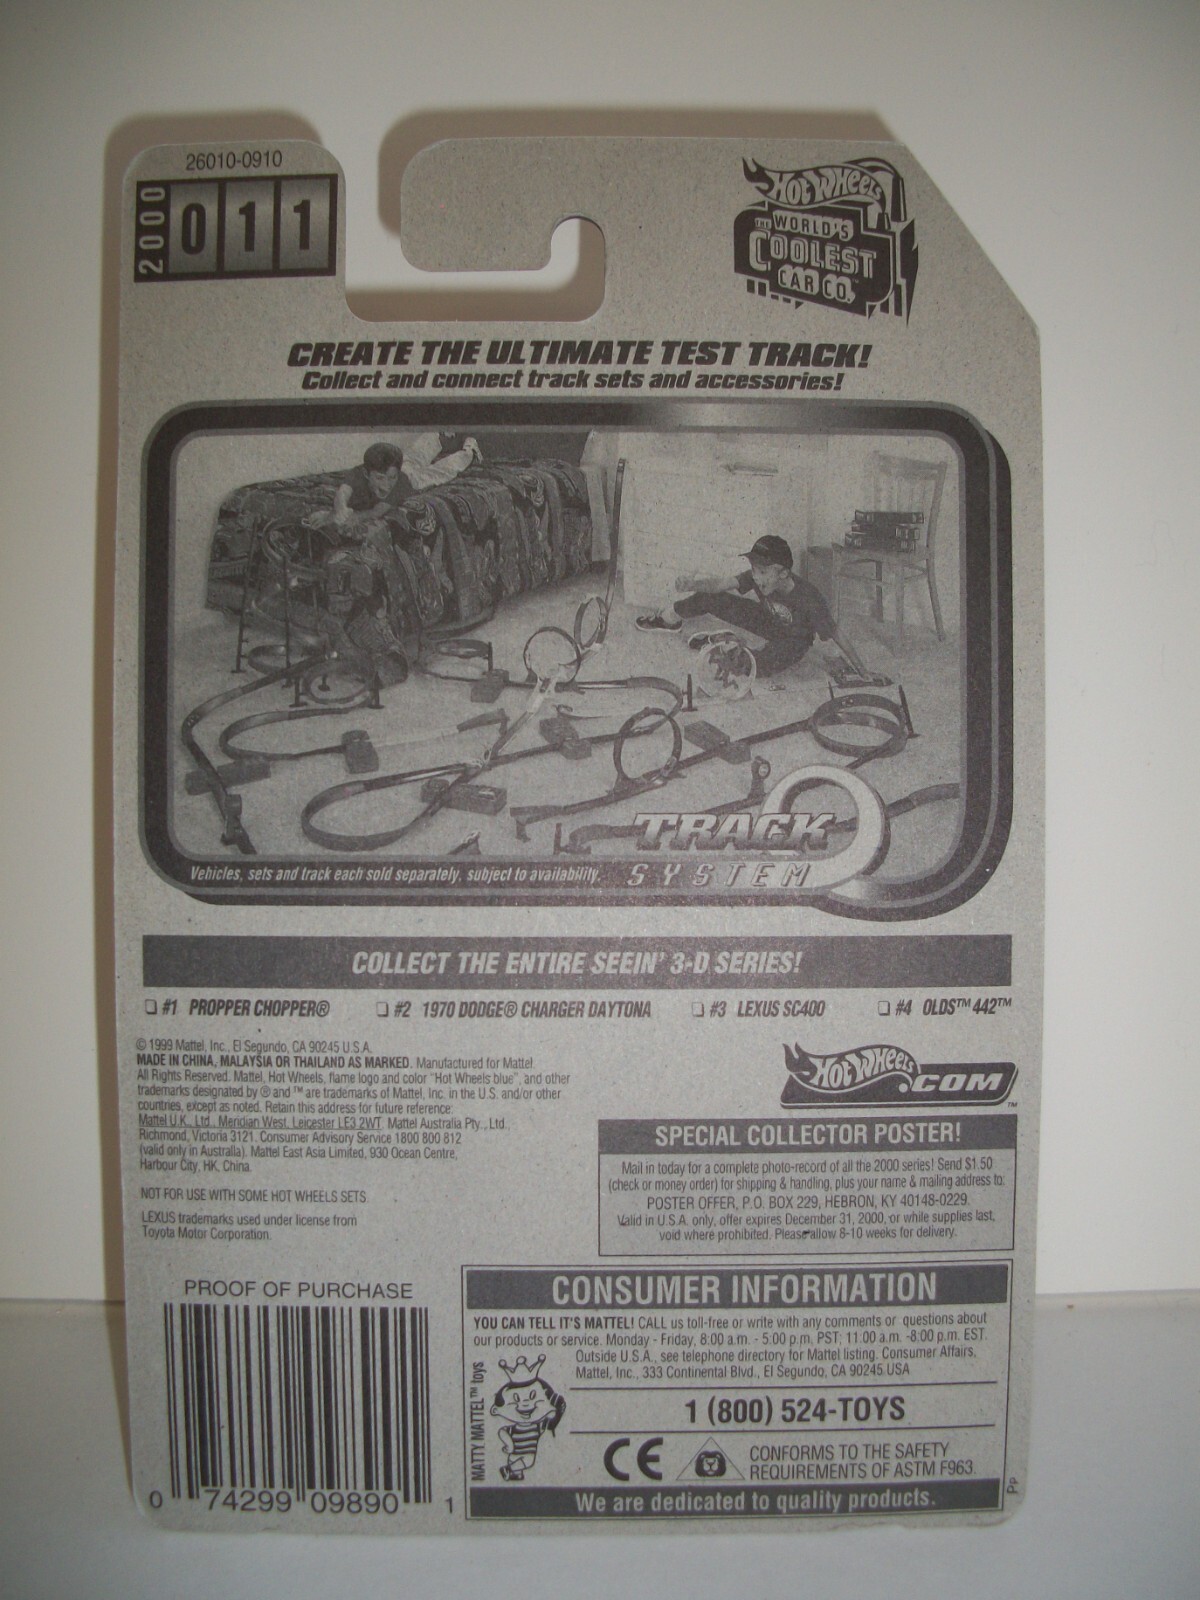 26010-0910
2000
011
HOT WHEELS
THE WORLD'S
COOLEST
CAR CO.™
CREATE THE ULTIMATE TEST TRACK!
Collect and connect track sets and accessories!
TRACK
SYSTEM
Vehicles, sets and track each sold separately, subject to availability.
COLLECT THE ENTIRE SEEIN' 3-D SERIES!
❏ #1 PROPPER CHOPPER® ❏ #2 1970 DODGE® CHARGER DAYTONA ❏ #3 LEXUS SC400 ❏ #4 OLDS™ 442™
© 1999 Mattel, Inc., El Segundo, CA 90245 U.S.A.
MADE IN CHINA, MALAYSIA OR THAILAND AS MARKED. Manufactured for Mattel.
All Rights Reserved. Mattel, Hot Wheels, flame logo and color "Hot Wheels blue", and other
trademarks designated by ® and ™ are trademarks of Mattel, Inc. in the U.S. and/or other
countries, except as noted. Retain this address for future reference:
Mattel U.K., Ltd., Meridian West, Leicester LE3 2WT. Mattel Australia Pty., Ltd.
Richmond, Victoria 3121. Consumer Advisory Service 1800 800 812
(valid only in Australia). Mattel East Asia Limited, 930 Ocean Centre,
Harbour City, HK, China.
NOT FOR USE WITH SOME HOT WHEELS SETS.
LEXUS trademarks used under license from
Toyota Motor Corporation.
HOT WHEELS.COM™
SPECIAL COLLECTOR POSTER!
Mail in today for a complete photo-record of all the 2000 series! Send $1.50
(check or money order) for shipping & handling, plus your name & mailing address to:
POSTER OFFER, P.O. BOX 229, HEBRON, KY 40148-0229.
Valid in U.S.A. only, offer expires December 31, 2000, or while supplies last,
void where prohibited. Please allow 8-10 weeks for delivery.
PROOF OF PURCHASE
0 74299 09890 1
CONSUMER INFORMATION
YOU CAN TELL IT'S MATTEL! CALL us toll-free or write with any comments or questions about
our products or service. Monday - Friday, 8:00 a.m. - 5:00 p.m. PST; 11:00 a.m. -8:00 p.m. EST.
Outside U.S.A., see telephone directory for Mattel listing. Consumer Affairs,
Mattel, Inc., 333 Continental Blvd., El Segundo, CA 90245 USA
MATTY MATTEL™ toys
1 (800) 524-TOYS
CE
CONFORMS TO THE SAFETY
REQUIREMENTS OF ASTM F963.
We are dedicated to quality products.
Pp